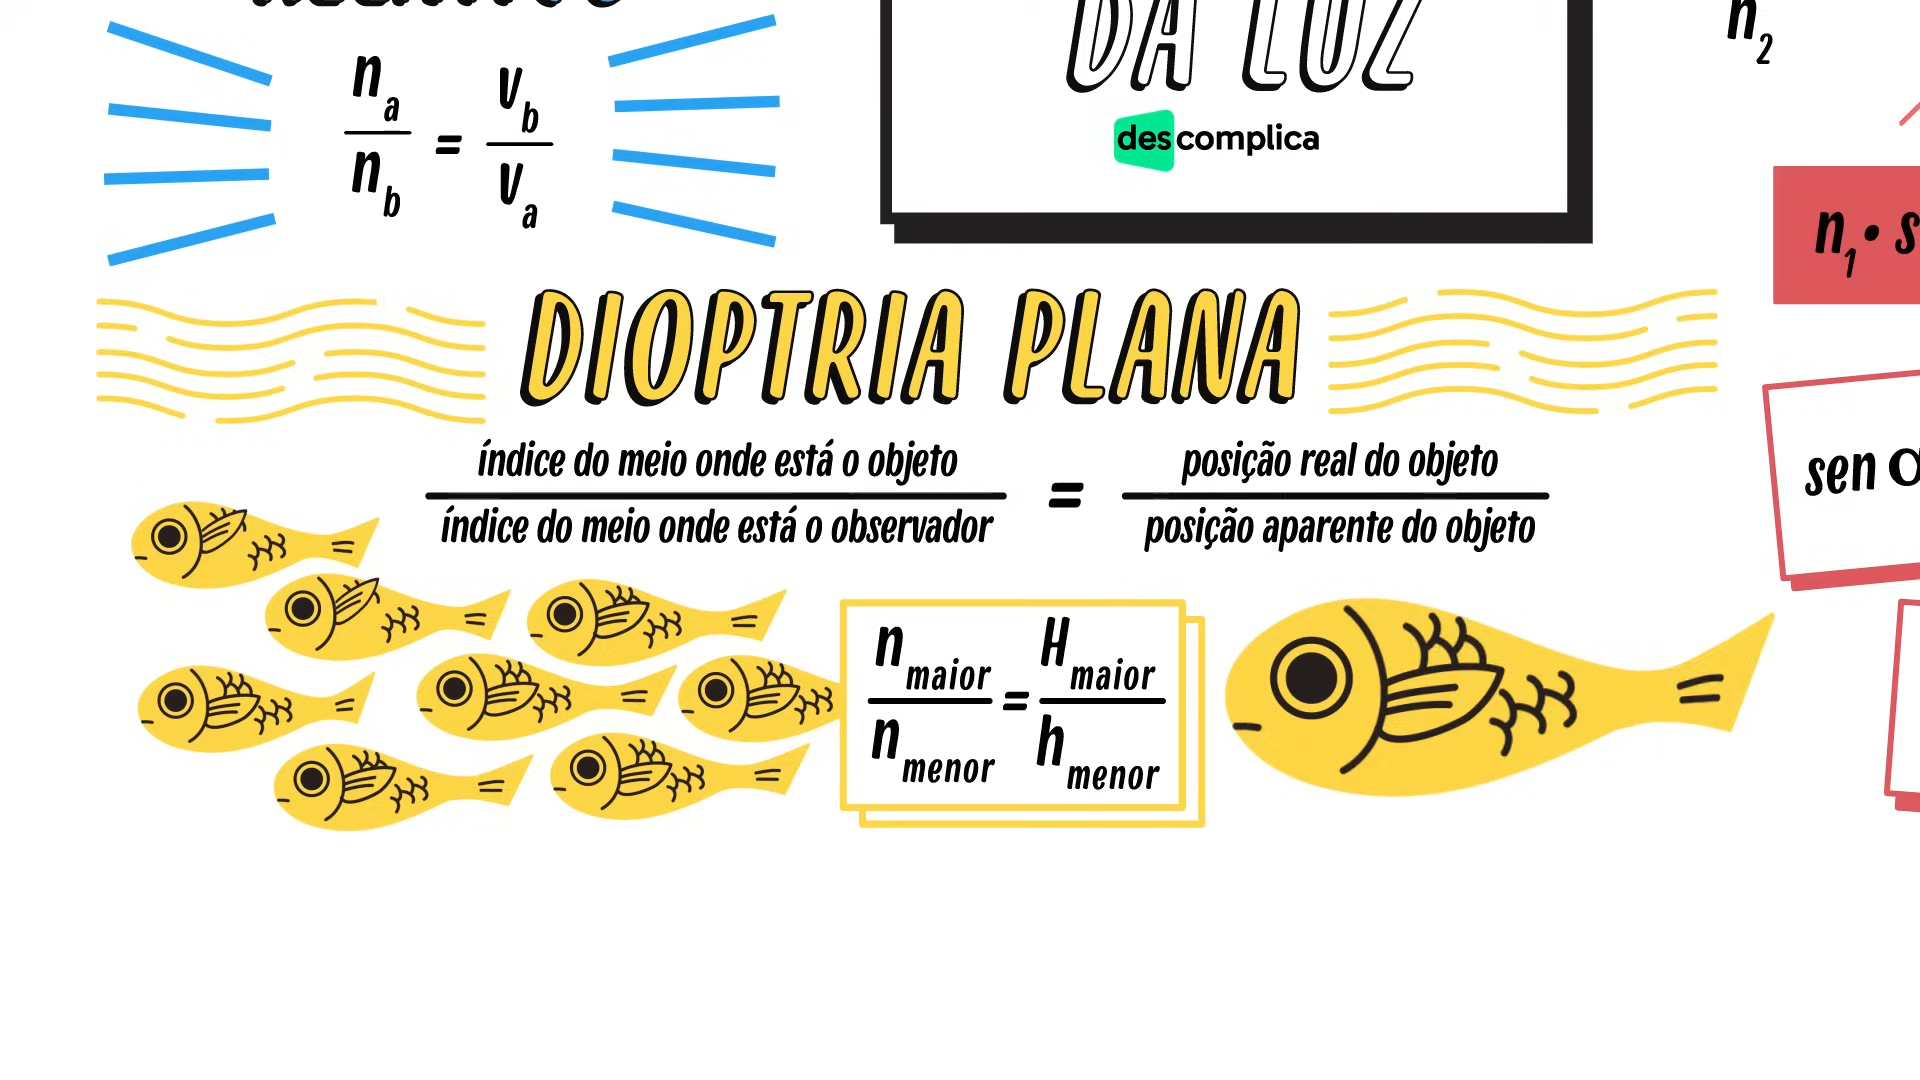 n_a / n_b = v_b / v_a
DA LUZ
descomplica
n_2
n_1 •
DIOPTRIA PLANA
índice do meio onde está o objeto / índice do meio onde está o observador = posição real do objeto / posição aparente do objeto
sen
n_maior / n_menor = H_maior / h_menor